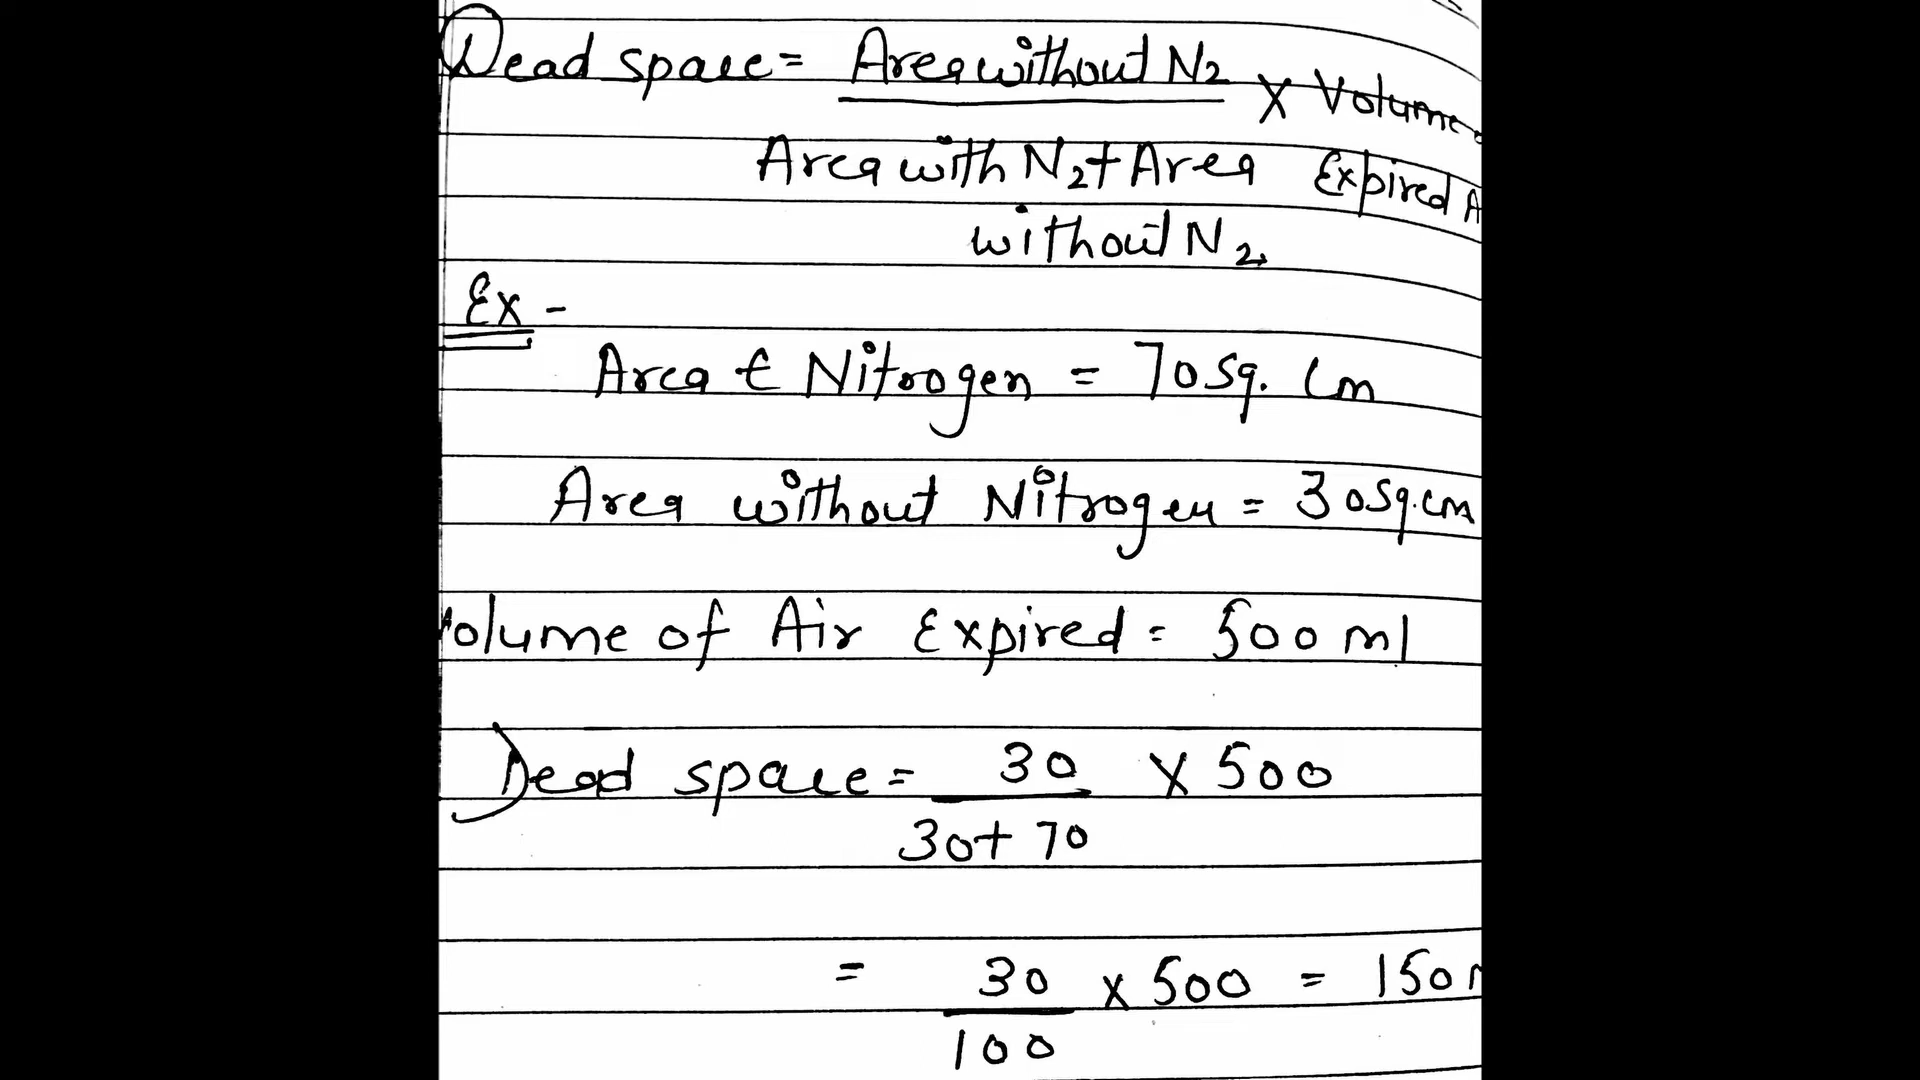 Dead space = Area without N2 x Volume
Area with N2 + Area Expired A
without N2
Ex -
Area c Nitrogen = 70 Sq. Cm
Area without Nitrogen = 30 Sq.cm
olume of Air Expired = 500 ml
Dead space = 30 x 500
30 + 70
= 30 x 500 = 150
100